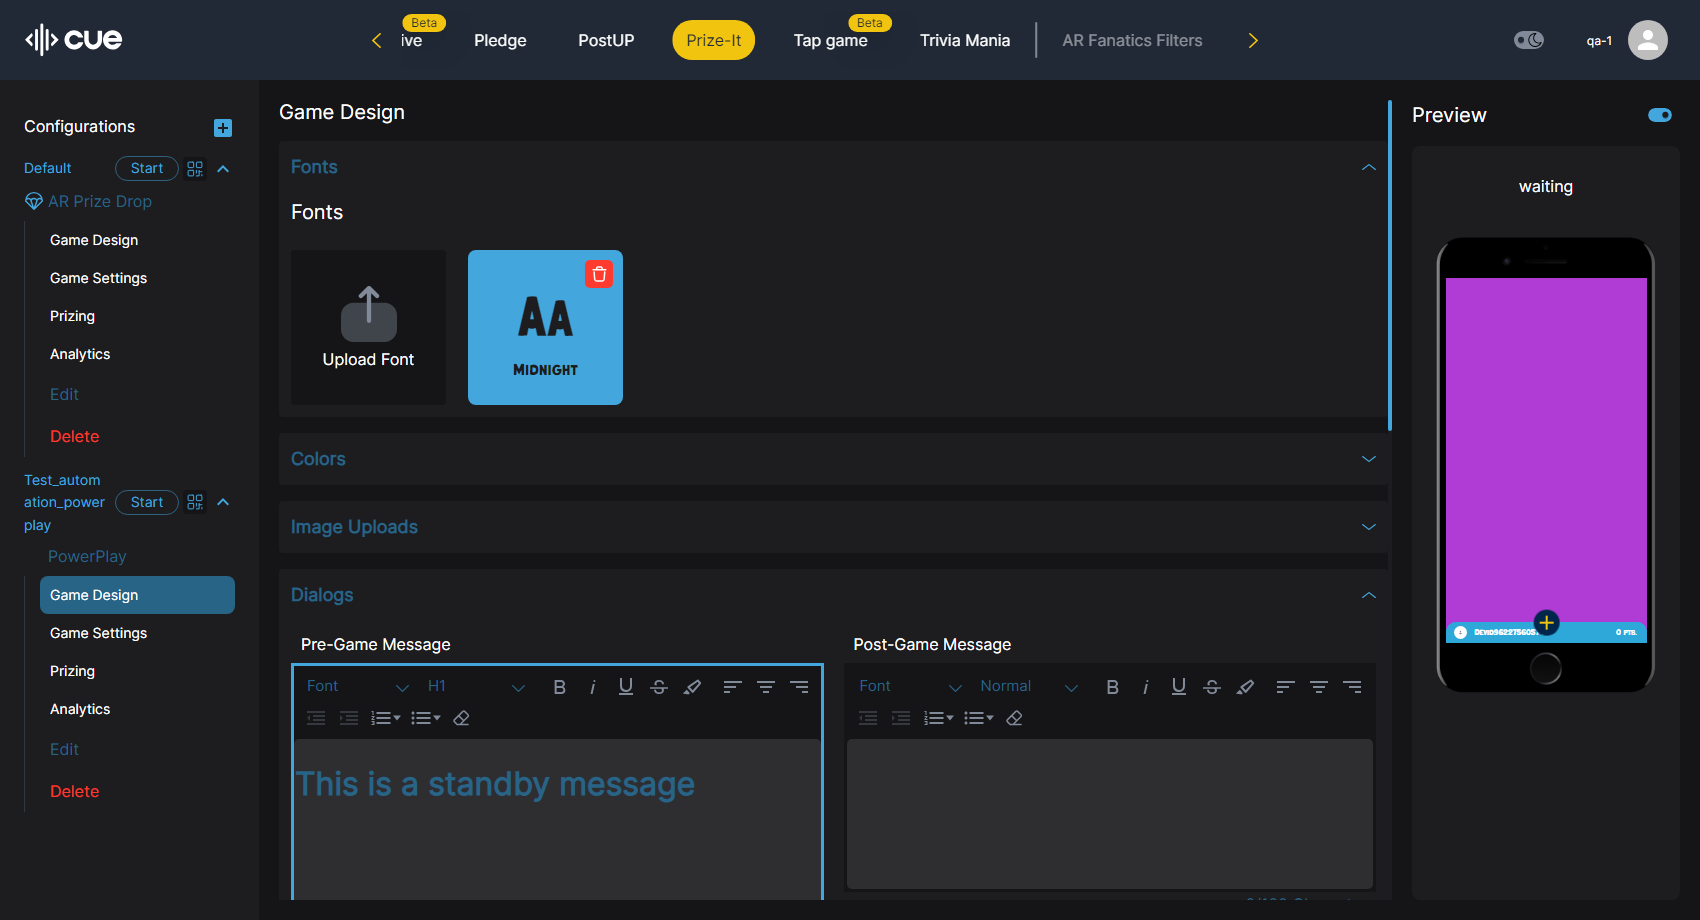 cue
Beta
ive
Pledge
PostUP
Prize-It
Beta
Tap game
Trivia Mania
AR Fanatics Filters
qa-1
Configurations
Default
Start
AR Prize Drop
Game Design
Game Settings
Prizing
Analytics
Edit
Delete
Test_autom
ation_power
play
Start
PowerPlay
Game Design
Game Settings
Prizing
Analytics
Edit
Delete
Game Design
Fonts
Fonts
Upload Font
AA
MIDNIGHT
Colors
Image Uploads
Dialogs
Pre-Game Message
Font
H1
B i U S
This is a standby message
Post-Game Message
Font
Normal
B i U S
Preview
waiting
0 PTS.